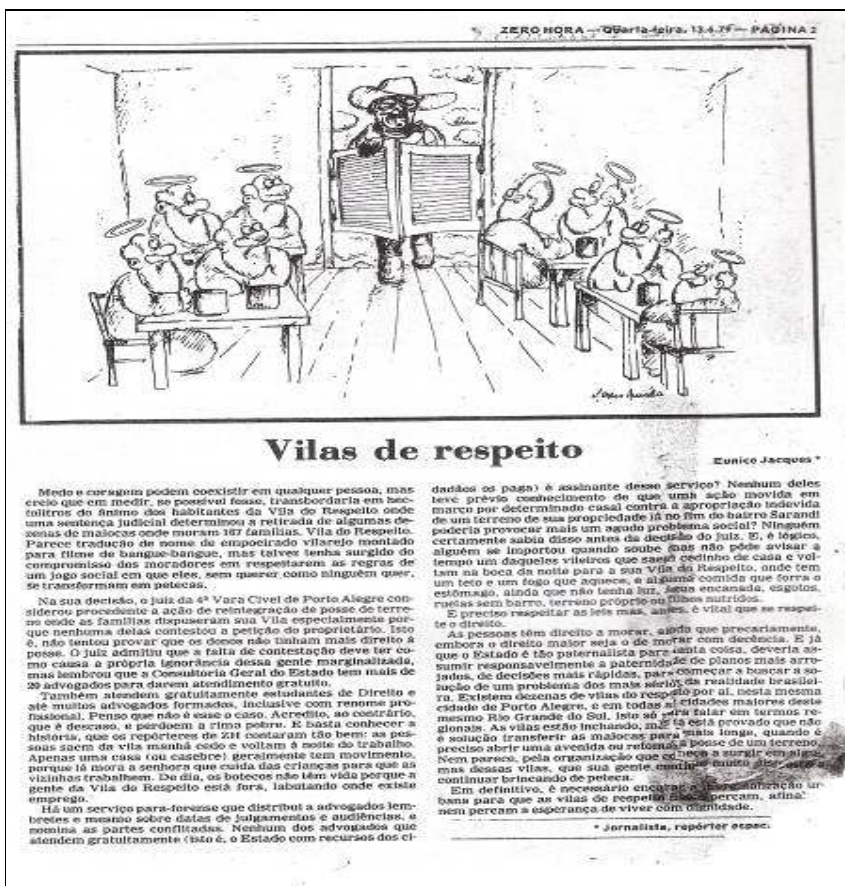 ZERO HORA — Quarta-feira, 13.6.79 — PÁGINA 2
Vilas de respeito
Eunice Jacques *
Medo e coragem podem coexistir em qualquer pessoa, mas
creio que em medir, se possível fosse, transbordaria em hec-
tolitros do ânimo dos habitantes da Vila do Respeito onde
uma sentença judicial determinou a retirada de algumas de-
zenas de malocas onde moram 167 famílias. Vila do Respeito.
Parece tradução de nome de empoeirado vilarejo montado
para filme de bangue-bangue, mas talvez tenha surgido do
compromisso dos moradores em respeitarem as regras de
um jogo social em que eles, sem querer como ninguém quer,
se transformam em petecas.
Na sua decisão, o juiz da 4ª Vara Cível de Porto Alegre con-
siderou procedente a ação de reintegração de posse de terre-
no onde as famílias dispuseram sua Vila especialmente por-
que nenhuma delas contestou a petição do proprietário. Isto
é, não tentou provar que os donos não tinham mais direito à
posse. O juiz admitiu que a falta de contestação deve ter co-
mo causa a própria ignorância dessa gente marginalizada,
mas lembrou que a Consultoria Geral do Estado tem mais de
20 advogados para darem atendimento gratuito.
Também atendem gratuitamente estudantes de Direito e
até muitos advogados formados, inclusive com renome pro-
fissional. Penso que não é esse o caso. Acredito, ao contrário,
que é descaso, e perdoem a rima pobre. E basta conhecer a
história, que os repórteres de ZH contaram tão bem: as pes-
soas saem da vila manhã cedo e voltam à noite do trabalho.
Apenas uma casa (ou casebre) geralmente tem movimento,
porque lá mora a senhora que cuida das crianças para que as
vizinhas trabalhem. De dia, os botecos não têm vida porque a
gente da Vila do Respeito está fora, labutando onde existe
emprego.
Há um serviço para-forense que distribui a advogados lem-
bretes e mesmo sobre datas de julgamentos e audiências, e
nomina as partes conflitadas. Nenhum dos advogados que
atendem gratuitamente (isto é, o Estado com recursos dos ci-
dadãos os paga) é assinante desse serviço? Nenhum deles
teve prévio conhecimento de que uma ação movida em
março por determinado casal contra a apropriação indevida
de um terreno de sua propriedade já no fim do bairro Sarandi
poderia provocar mais um agudo problema social? Ninguém
certamente sabia disso antes da decisão do juiz. E, é lógico,
alguém se importou quando soube mas não pôde avisar a
tempo um daqueles vileiros que saem cedinho de casa e vol-
tam na boca da noite para a sua Vila do Respeito, onde tem
um teto e um fogo que aquece, e alguma comida que forra o
estômago, ainda que não tenha luz, água encanada, esgotos,
ruelas sem barro, terreno próprio ou filhos nutridos.
É preciso respeitar as leis mas, antes, é vital que se respei-
te o direito.
As pessoas têm direito a morar, ainda que precariamente,
embora o direito maior seja o de morar com decência. E já
que o Estado é tão paternalista para tanta coisa, deveria as-
sumir responsavelmente a paternidade de planos mais arro-
jados, de decisões mais rápidas, para começar a buscar a so-
lução de um problema dos mais sérios da realidade brasilei-
ra. Existem dezenas de vilas do respeito por aí, nesta mesma
cidade de Porto Alegre, e em todas as cidades maiores deste
mesmo Rio Grande do Sul, isto só para falar em termos re-
gionais. As vilas estão inchando, mas já está provado que não
é solução transferir as malocas para mais longe, quando é
preciso abrir uma avenida ou retomar a posse de um terreno.
Nem parece, pela organização que começa a surgir em algu-
mas dessas vilas, que sua gente muito
continuar brincando de peteca.
Em definitivo, é necessário a marginalização ur-
bana para que as vilas de respeito percam, afinal
nem percam a esperança de viver com dignidade.
* Jornalista, repórter espec.